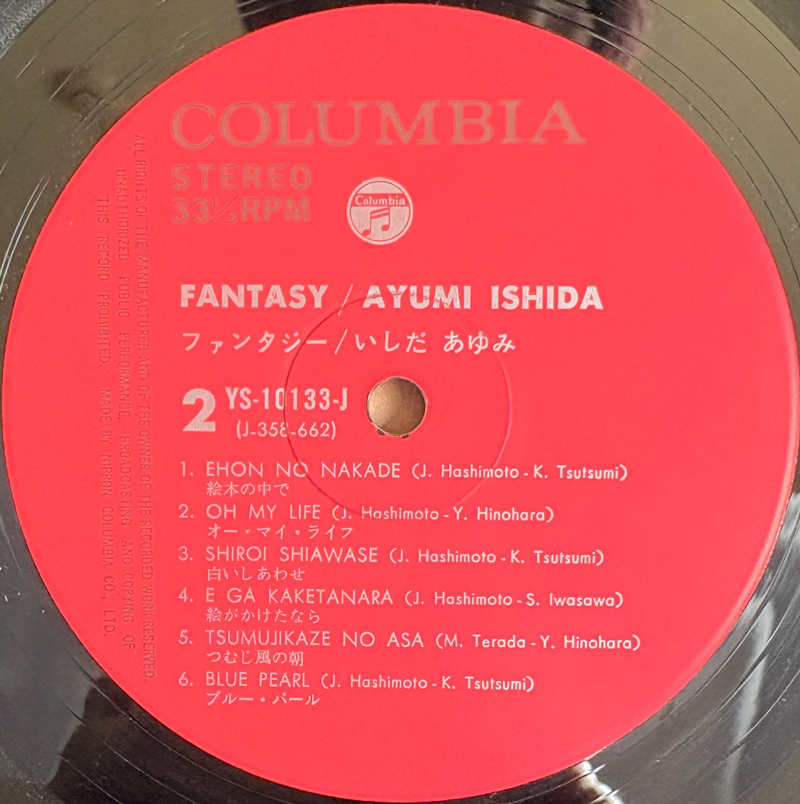 COLUMBIA
STEREO
33⅓RPM
Columbia
FANTASY / AYUMI ISHIDA
ファンタジー/いしだ あゆみ
2 YS-10133-J
(J-358-662)
1. EHON NO NAKADE (J. Hashimoto - K. Tsutsumi)
絵本の中で
2. OH MY LIFE (J. Hashimoto - Y. Hinohara)
オー・マイ・ライフ
3. SHIROI SHIAWASE (J. Hashimoto - K. Tsutsumi)
白いしあわせ
4. E GA KAKETANARA (J. Hashimoto - S. Iwasawa)
絵がかけたなら
5. TSUMUJIKAZE NO ASA (M. Terada - Y. Hinohara)
つむじ風の朝
6. BLUE PEARL (J. Hashimoto - K. Tsutsumi)
ブルー・パール
ALL RIGHTS OF THE MANUFACTURER AND OF THE OWNER OF THE RECORDED WORK RESERVED.
UNAUTHORIZED PUBLIC PERFORMANCE, BROADCASTING AND COPYING OF
THIS RECORD PROHIBITED. MADE BY NIPPON COLUMBIA CO., LTD.